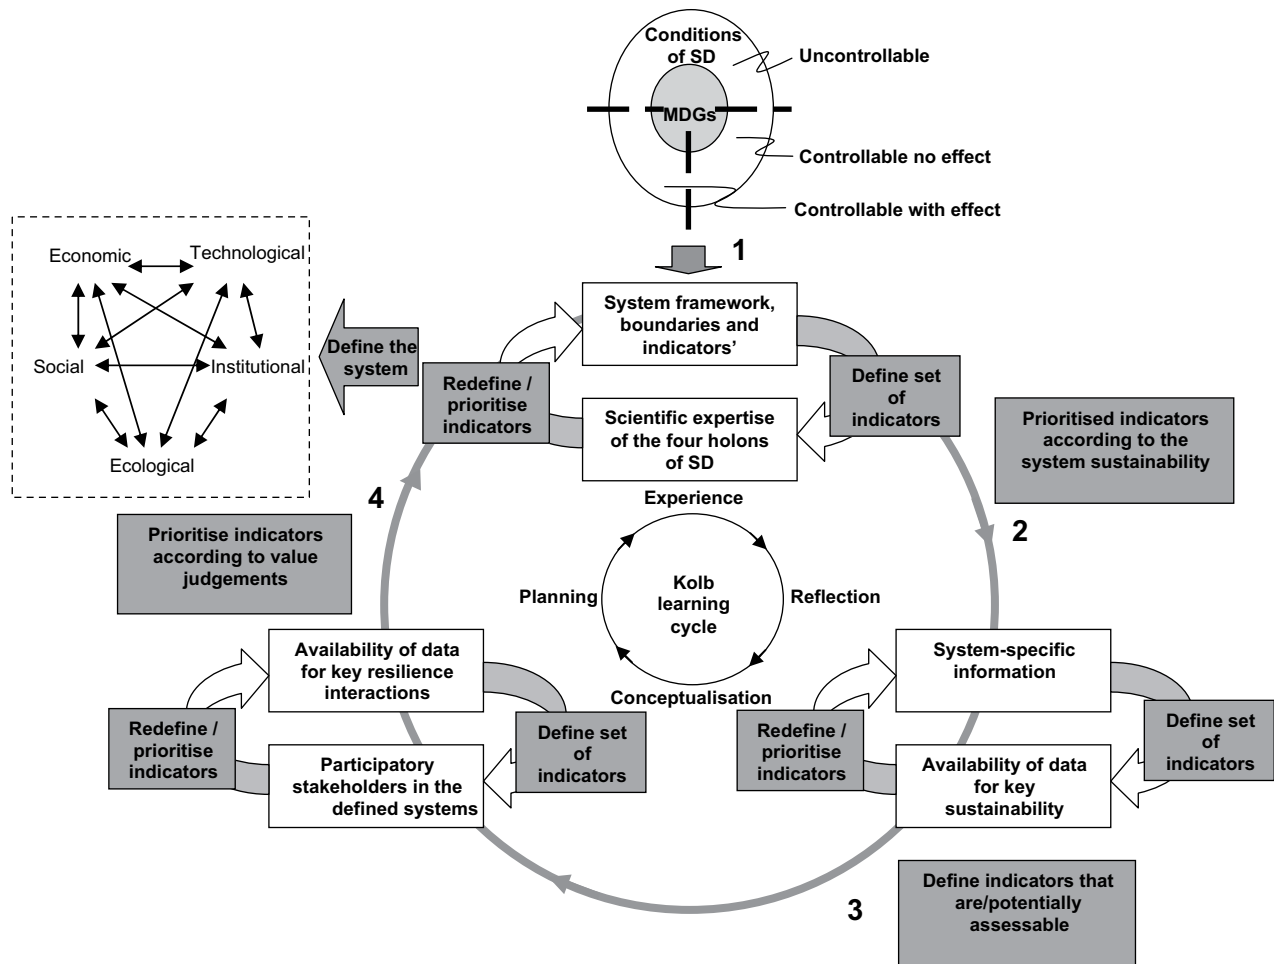 Conditions
of SD
Uncontrollable
MDGs
Controllable no effect
Controllable with effect
1
Economic
Technological
Social
Institutional
Ecological
Define the
system
System framework,
boundaries and
indicators’
Redefine /
prioritise
indicators
Define set
of
indicators
Scientific expertise
of the four holons
of SD
Prioritised indicators
according to the
system sustainability
4
2
Prioritise indicators
according to value
judgements
Experience
Planning
Kolb
learning
cycle
Reflection
Conceptualisation
Availability of data
for key resilience
interactions
Redefine /
prioritise
indicators
Define set
of
indicators
Participatory
stakeholders in the
defined systems
System-specific
information
Redefine /
prioritise
indicators
Define set
of
indicators
Availability of data
for key
sustainability
3
Define indicators that
are/potentially
assessable